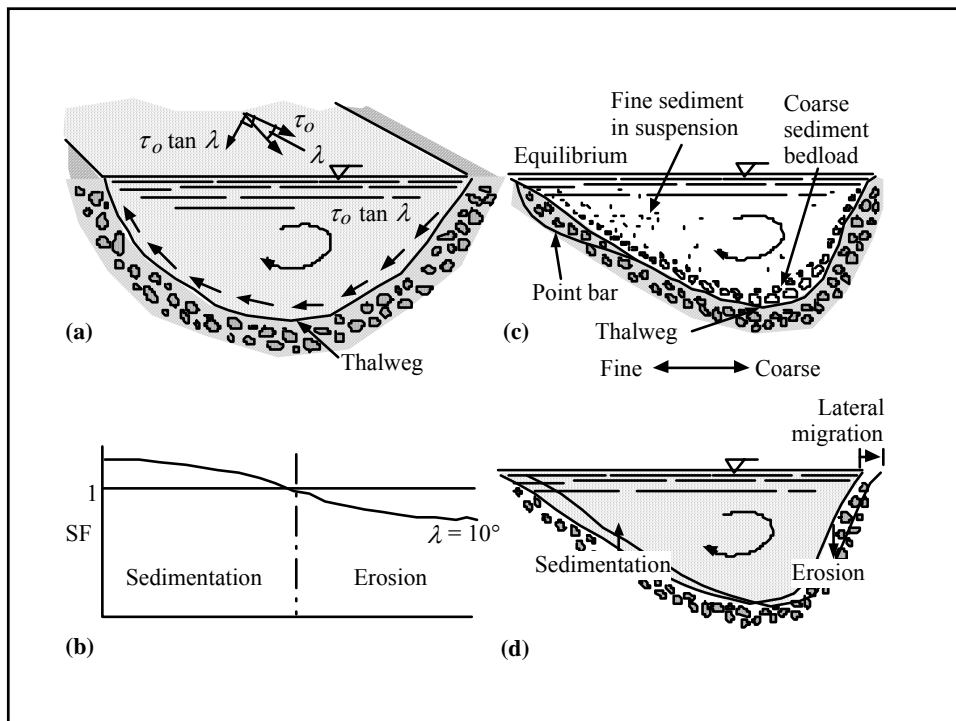 τo tan λ
τo
λ
τo tan λ
(a)
Thalweg
Fine sediment
in suspension
Coarse
sediment
bedload
Equilibrium
Point bar
(c)
Thalweg
Fine
Coarse
1
SF
λ = 10°
Sedimentation
Erosion
(b)
Lateral
migration
Sedimentation
Erosion
(d)